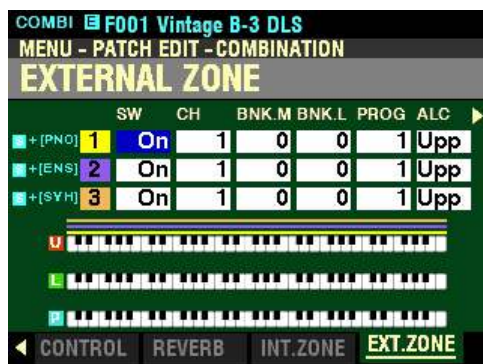 COMBI E F001 Vintage B-3 DLS
MENU - PATCH EDIT - COMBINATION
EXTERNAL ZONE
SW CH BNK.M BNK.L PROG ALC
S+[PNO] 1 On 1 0 0 1 Upp
S+[ENS] 2 On 1 0 0 1 Upp
S+[SYH] 3 On 1 0 0 1 Upp
U
L
P
CONTROL REVERB INT.ZONE EXT.ZONE